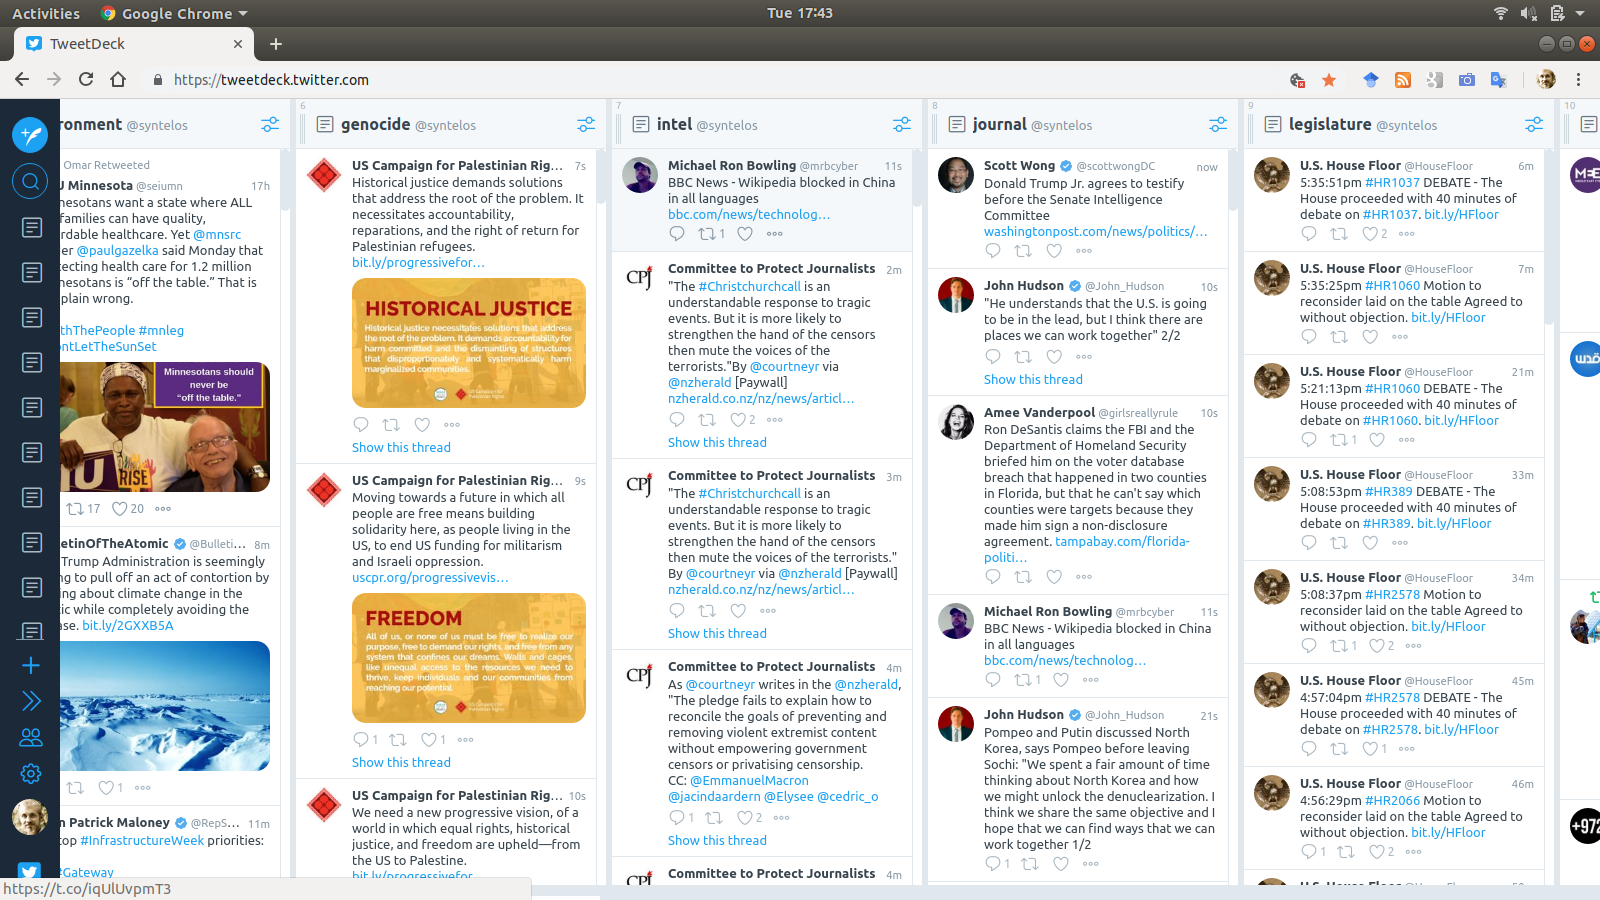 Activities
Google Chrome
Tue 17:43
TweetDeck
https://tweetdeck.twitter.com
ronment @syntelos
Omar Retweeted
J Minnesota @seiumn 17h
nesotans want a state where ALL
families can have quality,
rdable healthcare. Yet @mnsrc
er @paulgazelka said Monday that
tecting health care for 1.2 million
nesotans is “off the table.” That is
plain wrong.
thThePeople #mnleg
ontLetTheSunSet
Minnesotans should
never be
“off the table.”
RISE
17 20
etinOfTheAtomic @Bulleti... 8m
Trump Administration is seemingly
ng to pull off an act of contortion by
ing about climate change in the
tic while completely avoiding the
ase. bit.ly/2GXXB5A
1
n Patrick Maloney @RepS... 11m
top #InfrastructureWeek priorities:
#Gateway
https://t.co/iqUlUvpmT3
6
genocide @syntelos
US Campaign for Palestinian Rig... 7s
Historical justice demands solutions
that address the root of the problem. It
necessitates accountability,
reparations, and the right of return for
Palestinian refugees.
bit.ly/progressivefor...
HISTORICAL JUSTICE
Historical justice necessitates solutions that address
the root of the problem. It demands accountability for
harm committed and the dismantling of structures
that disproportionately and systematically harm
marginalized communities.
Show this thread
US Campaign for Palestinian Rig... 9s
Moving towards a future in which all
people are free means building
solidarity here, as people living in the
US, to end US funding for militarism
and Israeli oppression.
uscpr.org/progressivevis...
FREEDOM
All of us, or none of us must be free to realize our
purpose, free to demand our rights, and free from any
system that confines our dreams. Walls and cages,
like unequal access to the resources we need to
thrive, keep individuals and our communities from
reaching our potential.
1 1
Show this thread
US Campaign for Palestinian Rig... 10s
We need a new progressive vision, of a
world in which equal rights, historical
justice, and freedom are upheld—from
the US to Palestine.
bit.ly/progressivefor
7
intel @syntelos
Michael Ron Bowling @mrbcyber 11s
BBC News - Wikipedia blocked in China
in all languages
bbc.com/news/technolog...
1
CPJ
Committee to Protect Journalists 2m
"The #Christchurchcall is an
understandable response to tragic
events. But it is more likely to
strengthen the hand of the censors
then mute the voices of the
terrorists."By @courtneyr via
@nzherald [Paywall]
nzherald.co.nz/nz/news/articl...
2
Show this thread
CPJ
Committee to Protect Journalists 3m
"The #Christchurchcall is an
understandable response to tragic
events. But it is more likely to
strengthen the hand of the censors
then mute the voices of the terrorists."
By @courtneyr via @nzherald [Paywall]
nzherald.co.nz/nz/news/articl...
Show this thread
CPJ
Committee to Protect Journalists 4m
As @courtneyr writes in the @nzherald,
"The pledge fails to explain how to
reconcile the goals of preventing and
removing violent extremist content
without empowering government
censors or privatising censorship.
CC: @EmmanuelMacron
@jacindaardern @Elysee @cedric_o
1 2
Show this thread
CPJ
Committee to Protect Journalists 4m
8
journal @syntelos
Scott Wong @scottwongDC now
Donald Trump Jr. agrees to testify
before the Senate Intelligence
Committee
washingtonpost.com/news/politics/...
John Hudson @John_Hudson 10s
"He understands that the U.S. is going
to be in the lead, but I think there are
places we can work together" 2/2
Show this thread
Amee Vanderpool @girlsreallyrule 10s
Ron DeSantis claims the FBI and the
Department of Homeland Security
briefed him on the voter database
breach that happened in two counties
in Florida, but that he can't say which
counties were targets because they
made him sign a non-disclosure
agreement. tampabay.com/florida-
politi...
Michael Ron Bowling @mrbcyber 11s
BBC News - Wikipedia blocked in China
in all languages
bbc.com/news/technolog...
1
John Hudson @John_Hudson 21s
Pompeo and Putin discussed North
Korea, says Pompeo before leaving
Sochi: "We spent a fair amount of time
thinking about North Korea and how
we might unlock the denuclearization. I
think we share the same objective and I
hope that we can find ways that we can
work together 1/2
1
9
legislature @syntelos
U.S. House Floor @HouseFloor 6m
5:35:51pm #HR1037 DEBATE - The
House proceeded with 40 minutes of
debate on #HR1037. bit.ly/HFloor
2
U.S. House Floor @HouseFloor 7m
5:35:25pm #HR1060 Motion to
reconsider laid on the table Agreed to
without objection. bit.ly/HFloor
U.S. House Floor @HouseFloor 21m
5:21:13pm #HR1060 DEBATE - The
House proceeded with 40 minutes of
debate on #HR1060. bit.ly/HFloor
1
U.S. House Floor @HouseFloor 33m
5:08:53pm #HR389 DEBATE - The
House proceeded with 40 minutes of
debate on #HR389. bit.ly/HFloor
U.S. House Floor @HouseFloor 34m
5:08:37pm #HR2578 Motion to
reconsider laid on the table Agreed to
without objection. bit.ly/HFloor
1 2
U.S. House Floor @HouseFloor 45m
4:57:04pm #HR2578 DEBATE - The
House proceeded with 40 minutes of
debate on #HR2578. bit.ly/HFloor
1
U.S. House Floor @HouseFloor 46m
4:56:29pm #HR2066 Motion to
reconsider laid on the table Agreed to
without objection. bit.ly/HFloor
1 2
10
MEE
+972